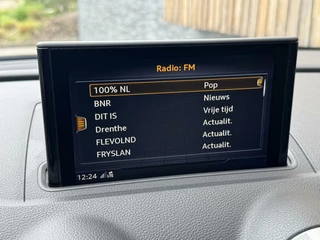 Radio: FM
100% NL Pop
BNR Nieuws
DIT IS Vrije tijd
Drenthe Actualit.
FLEVOLND Actualit.
FRYSLAN Actualit.
12:24